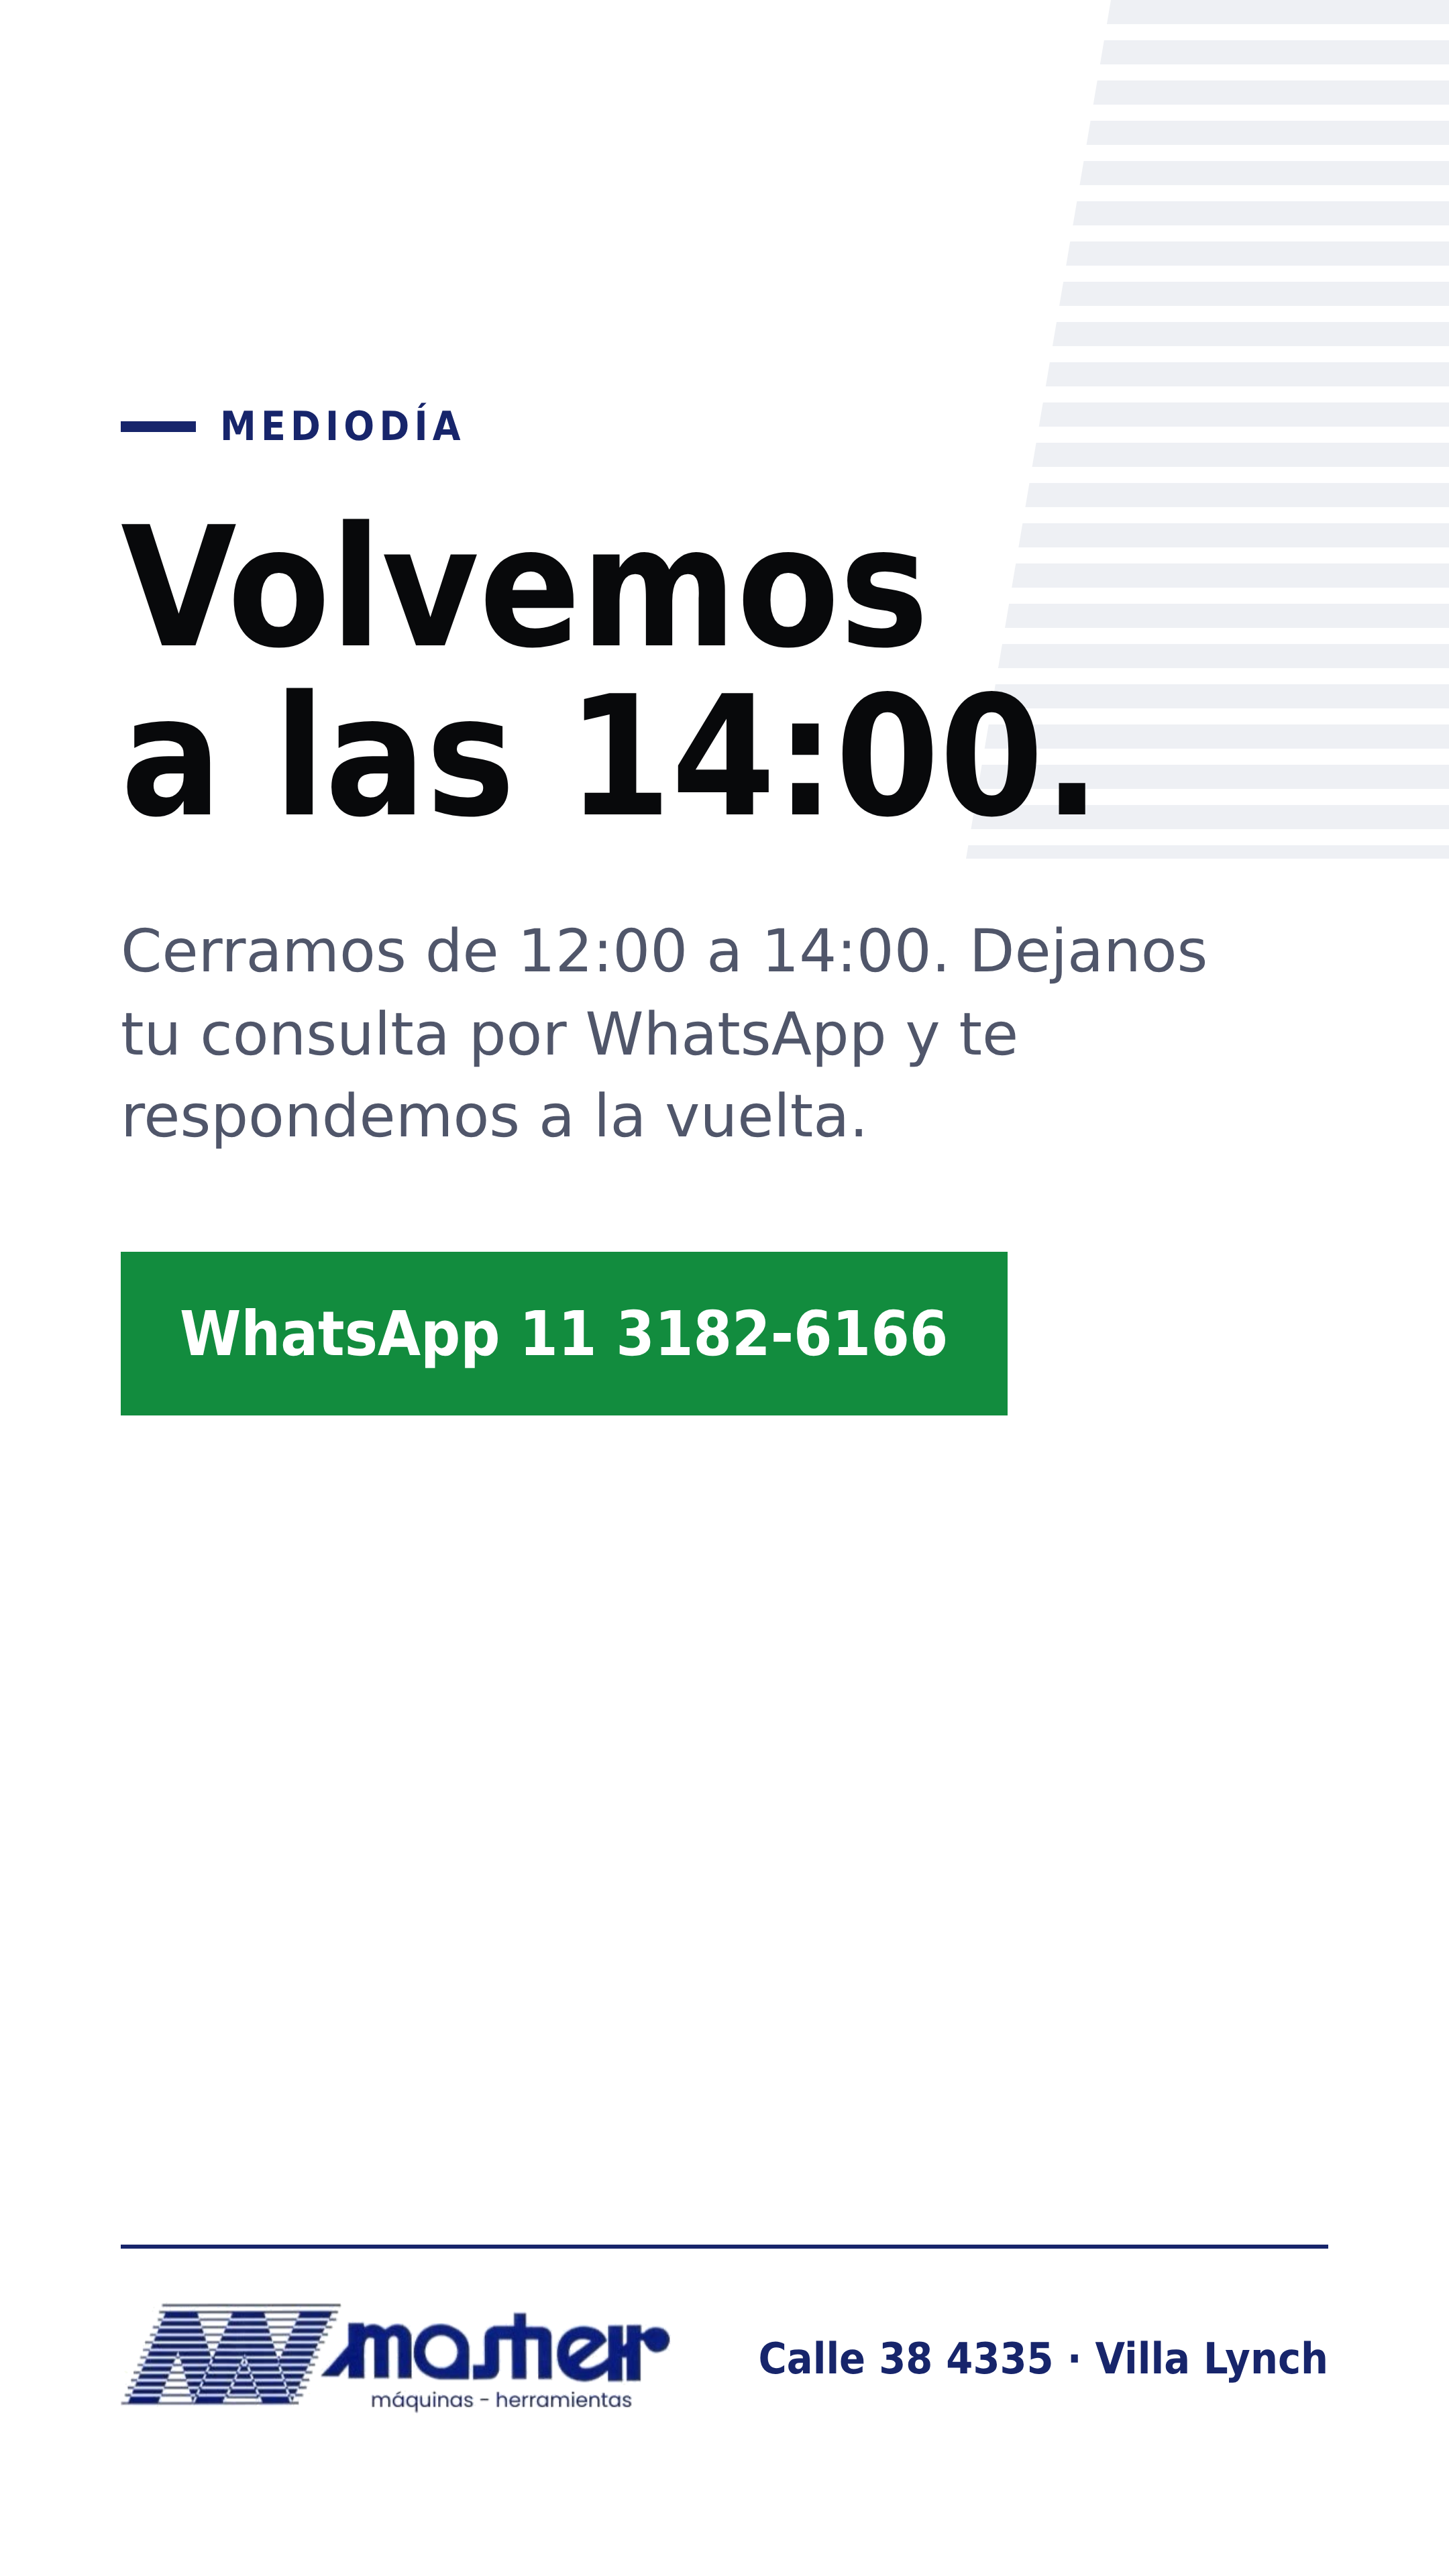 MEDIODÍA
Volvemos
a las 14:00.
Cerramos de 12:00 a 14:00. Dejanos
tu consulta por WhatsApp y te
respondemos a la vuelta.
WhatsApp 11 3182-6166
master
máquinas - herramientas
Calle 38 4335 · Villa Lynch